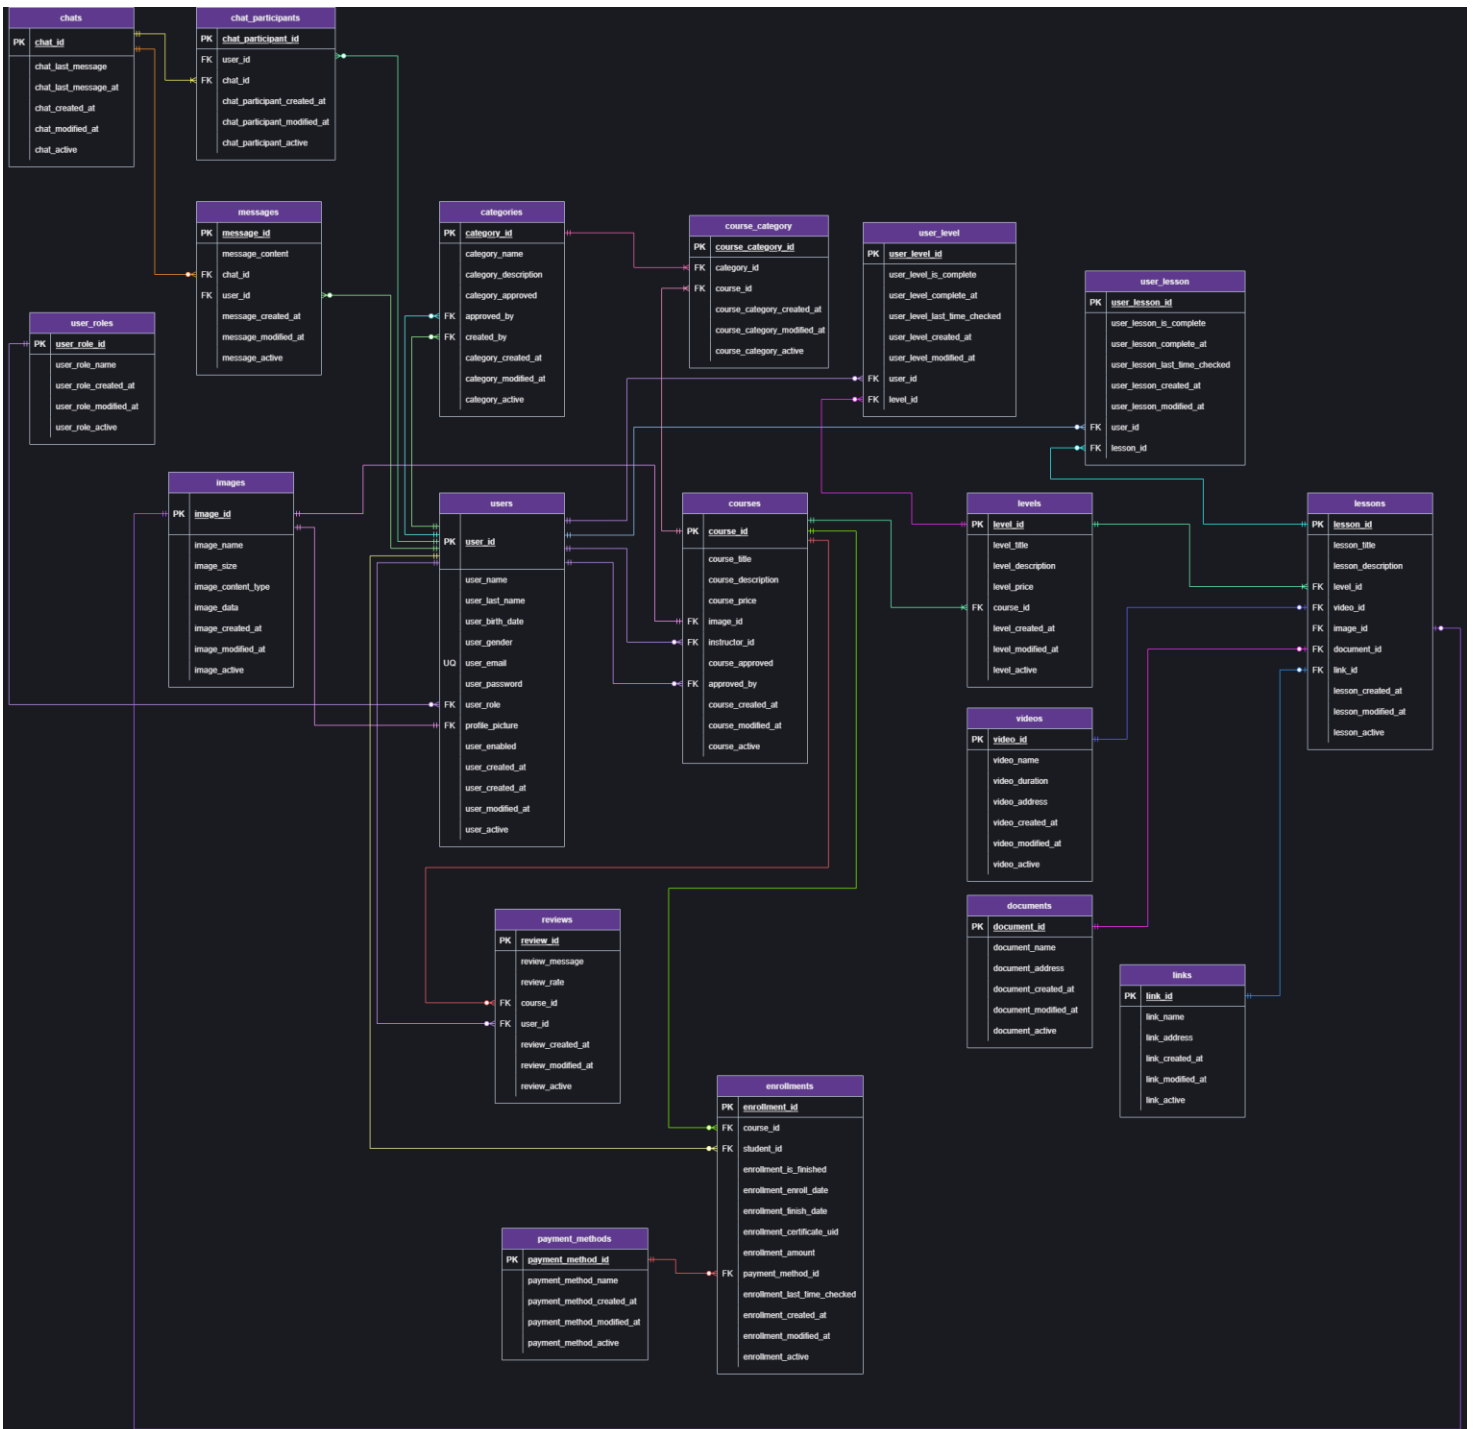 chats
PK chat_id
chat_last_message
chat_last_message_at
chat_created_at
chat_modified_at
chat_active
chat_participants
PK chat_participant_id
FK user_id
FK chat_id
chat_participant_created_at
chat_participant_modified_at
chat_participant_active
messages
PK message_id
message_content
FK chat_id
FK user_id
message_created_at
message_modified_at
message_active
categories
PK category_id
category_name
category_description
category_approved
FK approved_by
FK created_by
category_created_at
category_modified_at
category_active
course_category
PK course_category_id
FK category_id
FK course_id
course_category_created_at
course_category_modified_at
course_category_active
user_level
PK user_level_id
user_level_is_complete
user_level_complete_at
user_level_last_time_checked
user_level_created_at
user_level_modified_at
FK user_id
FK level_id
user_lesson
PK user_lesson_id
user_lesson_is_complete
user_lesson_complete_at
user_lesson_last_time_checked
user_lesson_created_at
user_lesson_modified_at
FK user_id
FK lesson_id
user_roles
PK user_role_id
user_role_name
user_role_created_at
user_role_modified_at
user_role_active
images
PK image_id
image_name
image_size
image_content_type
image_data
image_created_at
image_modified_at
image_active
users
PK user_id
user_name
user_last_name
user_birth_date
user_gender
UQ user_email
user_password
FK user_role
FK profile_picture
user_enabled
user_created_at
user_created_at
user_modified_at
user_active
courses
PK course_id
course_title
course_description
course_price
FK image_id
FK instructor_id
course_approved
FK approved_by
course_created_at
course_modified_at
course_active
levels
PK level_id
level_title
level_description
level_price
FK course_id
level_created_at
level_modified_at
level_active
lessons
PK lesson_id
lesson_title
lesson_description
FK level_id
FK video_id
FK image_id
FK document_id
FK link_id
lesson_created_at
lesson_modified_at
lesson_active
videos
PK video_id
video_name
video_duration
video_address
video_created_at
video_modified_at
video_active
documents
PK document_id
document_name
document_address
document_created_at
document_modified_at
document_active
links
PK link_id
link_name
link_address
link_created_at
link_modified_at
link_active
reviews
PK review_id
review_message
review_rate
FK course_id
FK user_id
review_created_at
review_modified_at
review_active
enrollments
PK enrollment_id
FK course_id
FK student_id
enrollment_is_finished
enrollment_enroll_date
enrollment_finish_date
enrollment_certificate_uid
enrollment_amount
FK payment_method_id
enrollment_last_time_checked
enrollment_created_at
enrollment_modified_at
enrollment_active
payment_methods
PK payment_method_id
payment_method_name
payment_method_created_at
payment_method_modified_at
payment_method_active